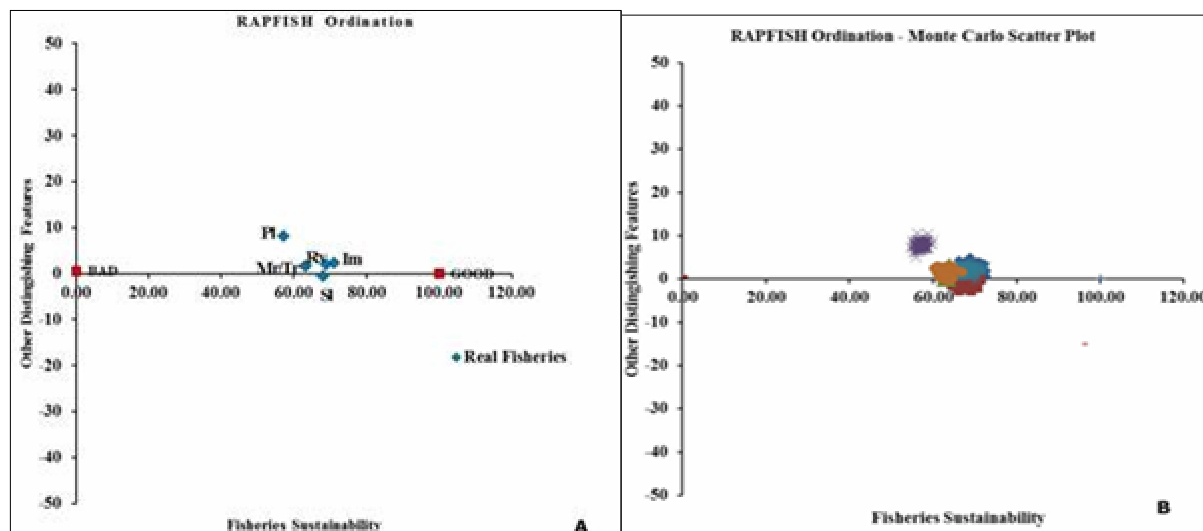 RAPFISH Ordination
50
40
30
20
10
0
-10
-20
-30
-40
-50
Other Distingishing Features
BAD
GOOD
Pl
Mr/Tr
Ry
Im
Sl
0.00 20.00 40.00 60.00 80.00 100.00 120.00
Real Fisheries
Fisheries Sustainability
A
RAPFISH Ordination - Monte Carlo Scatter Plot
50
40
30
20
10
0
-10
-20
-30
-40
-50
Other Distingishing Features
0.00 20.00 40.00 60.00 80.00 100.00 120.00
Fisheries Sustainability
B